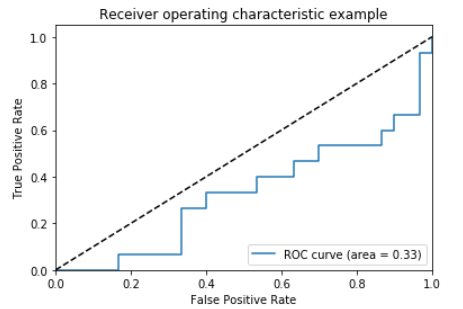 Receiver operating characteristic example
1.0
0.8
0.6
0.4
0.2
0.0
True Positive Rate
ROC curve (area = 0.33)
0.0 0.2 0.4 0.6 0.8 1.0
False Positive Rate